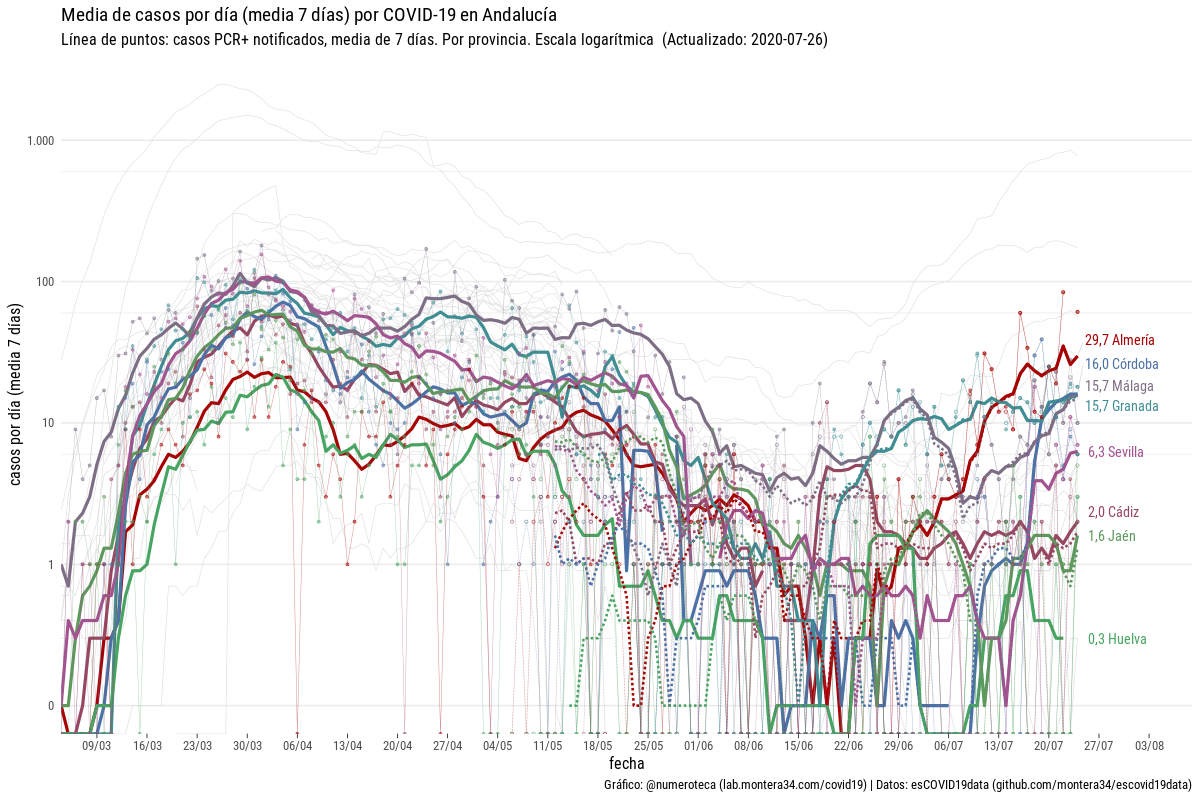 Media de casos por día (media 7 días) por COVID-19 en Andalucía
Línea de puntos: casos PCR+ notificados, media de 7 días. Por provincia. Escala logarítmica (Actualizado: 2020-07-26)
casos por día (media 7 días)
1.000
100
10
1
0
29,7 Almería
16,0 Córdoba
15,7 Málaga
15,7 Granada
6,3 Sevilla
2,0 Cádiz
1,6 Jaén
0,3 Huelva
09/03 16/03 23/03 30/03 06/04 13/04 20/04 27/04 04/05 11/05 18/05 25/05 01/06 08/06 15/06 22/06 29/06 06/07 13/07 20/07 27/07 03/08
fecha
Gráfico: @numeroteca (lab.montera34.com/covid19) | Datos: esCOVID19data (github.com/montera34/escovid19data)